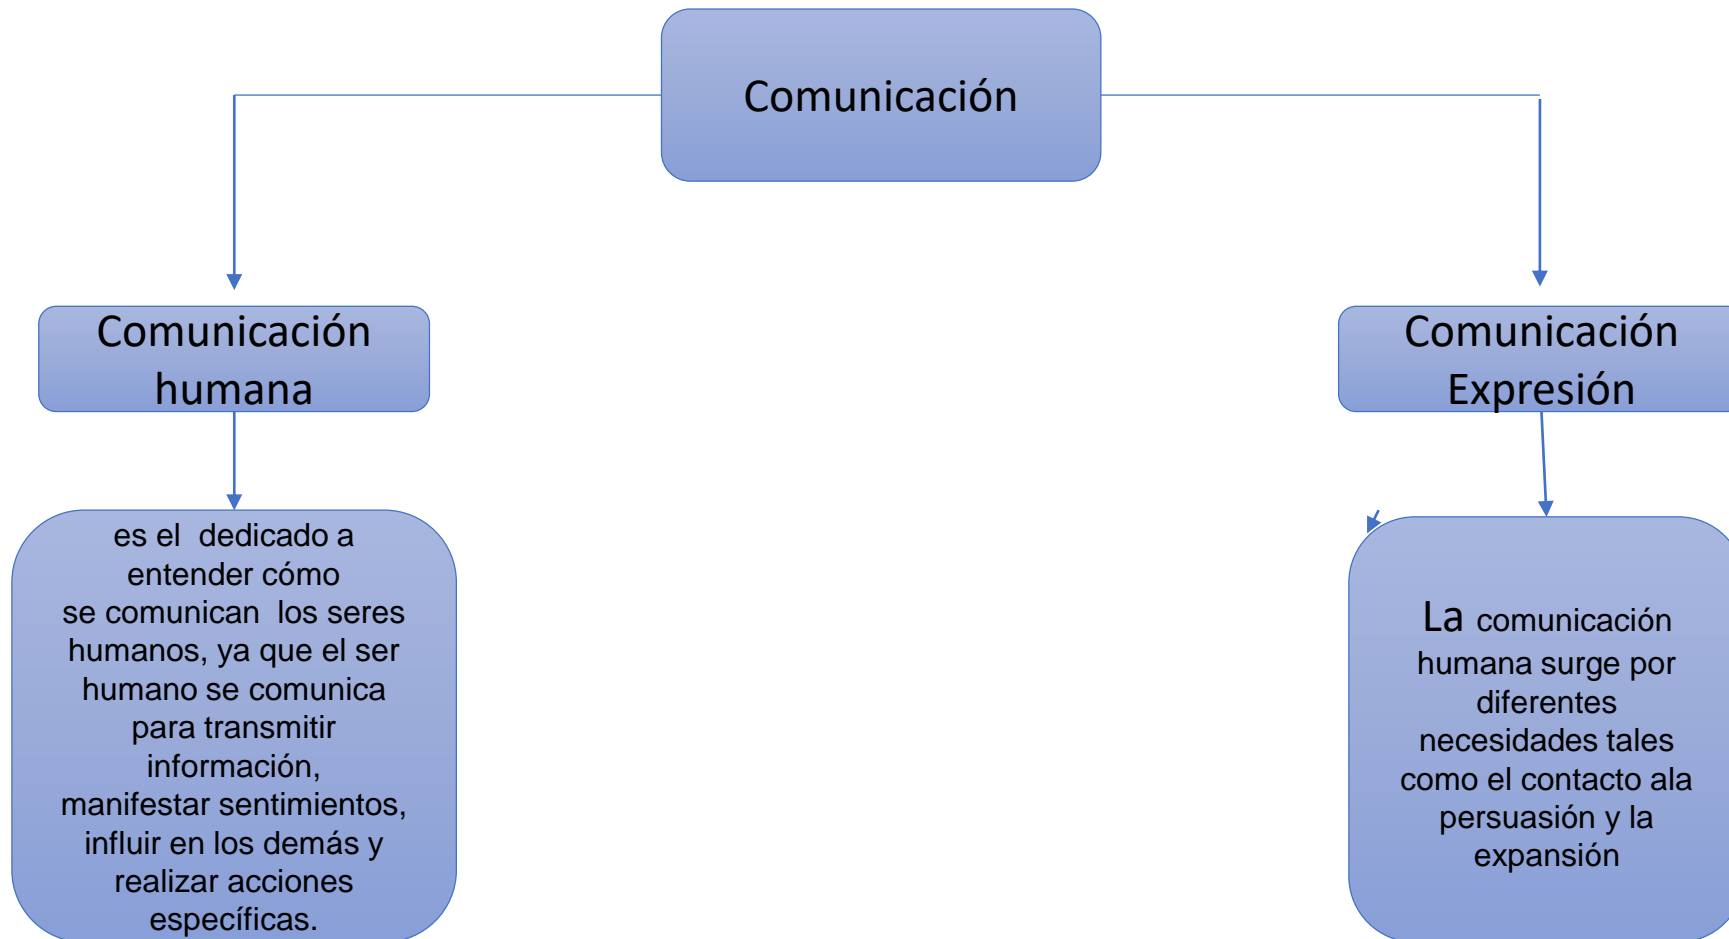 Comunicación
Comunicación
humana
Comunicación
Expresión
es el  dedicado a
entender cómo
se comunican  los seres
humanos, ya que el ser
humano se comunica
para transmitir
información,
manifestar sentimientos,
influir en los demás y
realizar acciones
específicas.
La comunicación
humana surge por
diferentes
necesidades tales
como el contacto ala
persuasión y la
expansión